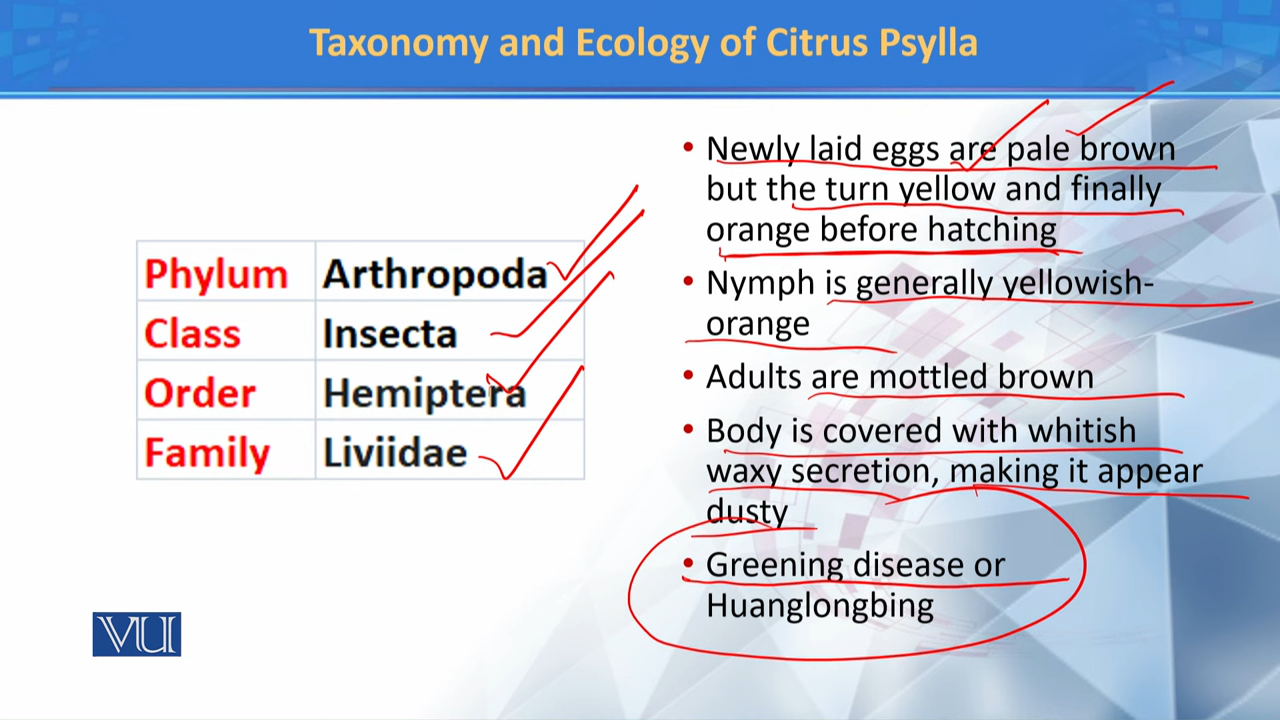 Taxonomy and Ecology of Citrus Psylla
Phylum Arthropoda
Class Insecta
Order Hemiptera
Family Liviidae
• Newly laid eggs are pale brown
but the turn yellow and finally
orange before hatching
• Nymph is generally yellowish-
orange
• Adults are mottled brown
• Body is covered with whitish
waxy secretion, making it appear
dusty
• Greening disease or
Huanglongbing
VU